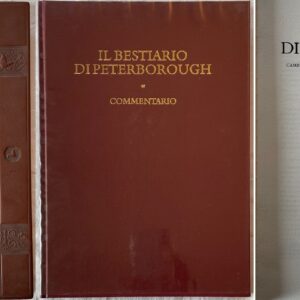 IL BESTIARIO
DI PETERBOROUGH
COMMENTARIO
DI